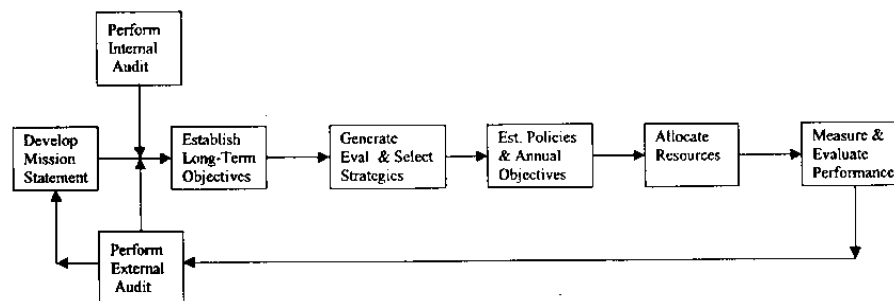 Perform
Internal
Audit
Develop
Mission
Statement
Establish
Long-Term
Objectives
Generate
Eval & Select
Strategies
Est. Policies
& Annual
Objectives
Allocate
Resources
Measure &
Evaluate
Performance
Perform
External
Audit